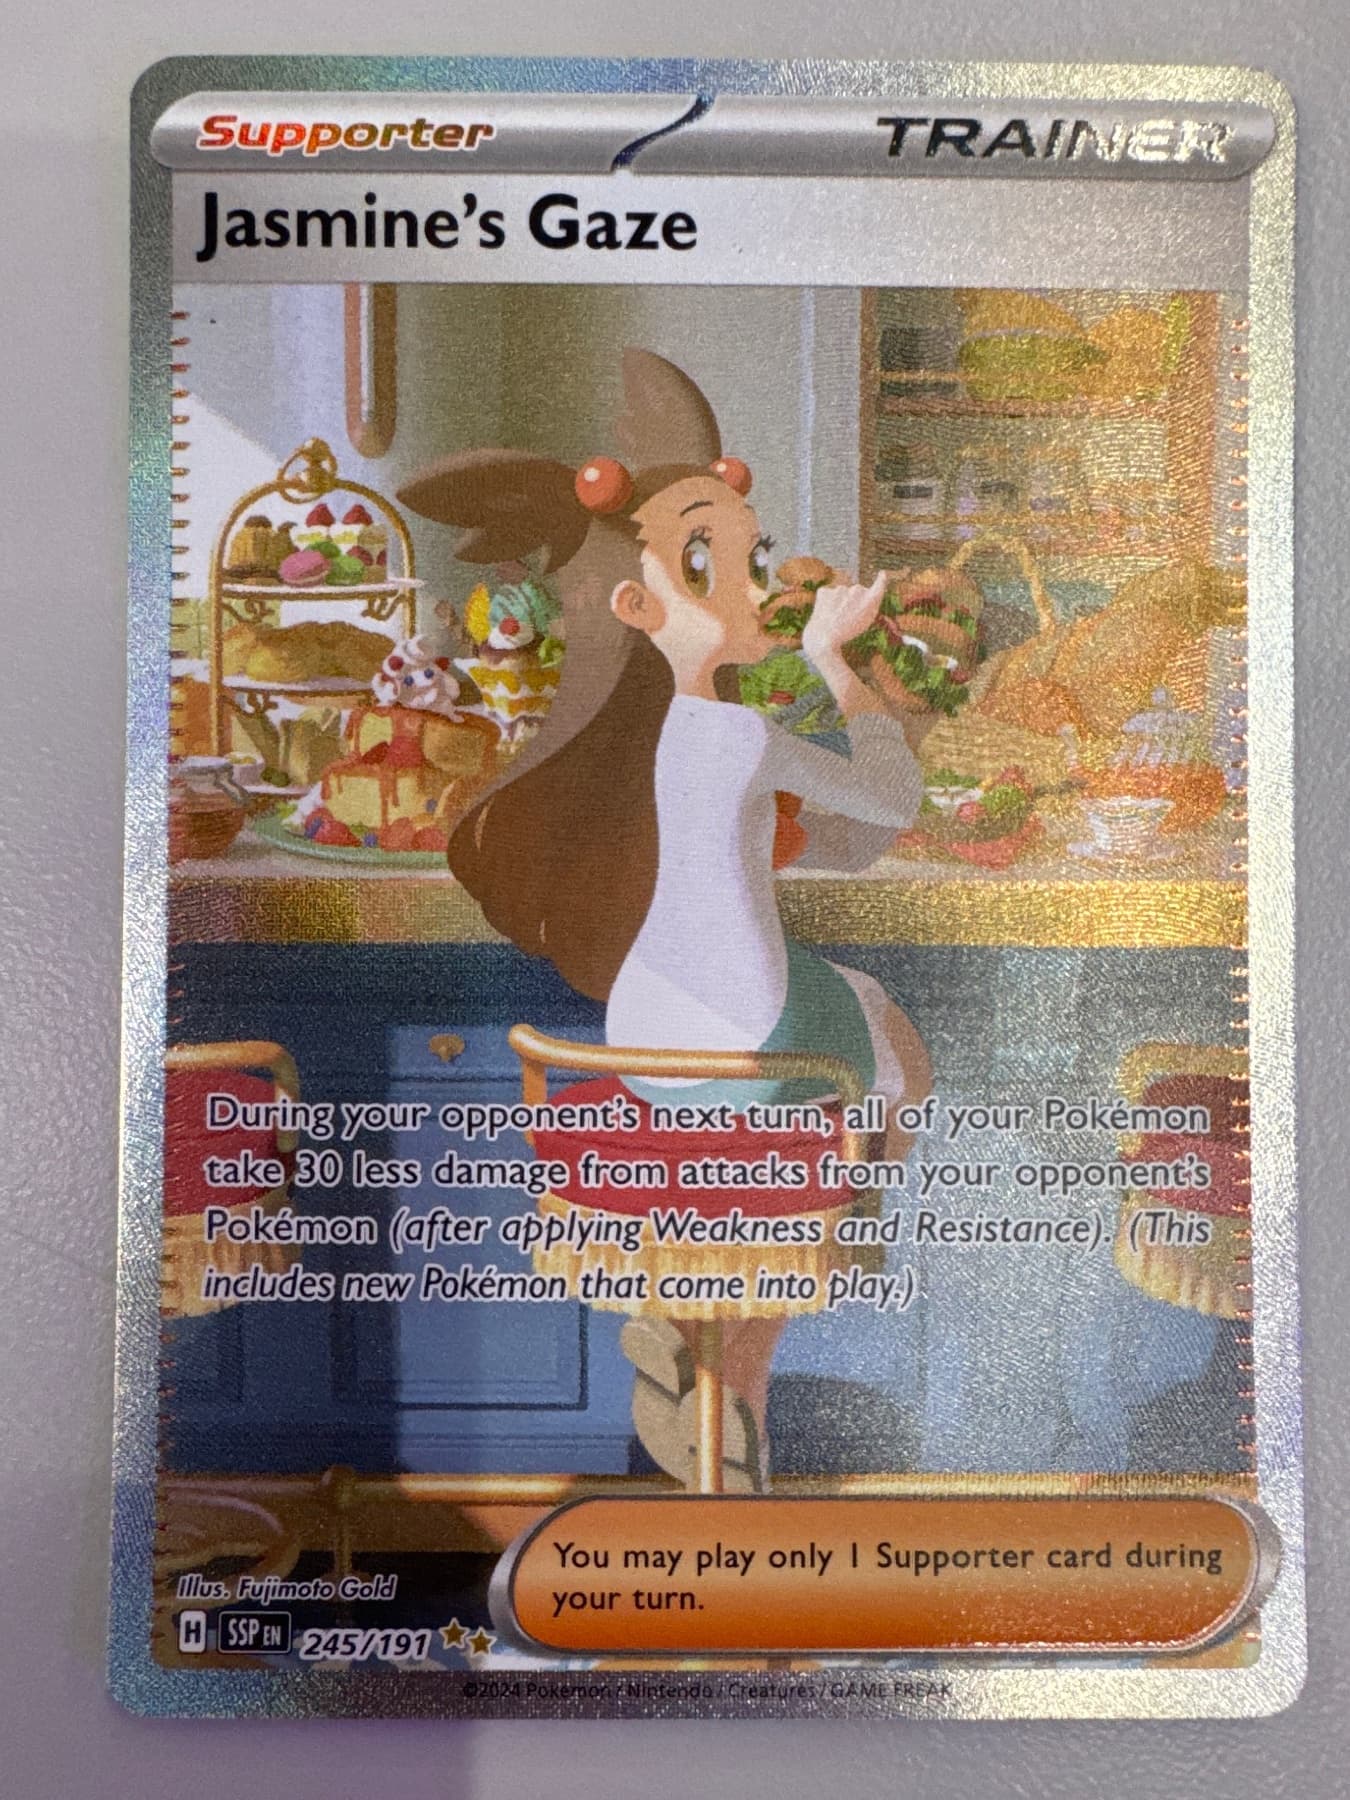 Supporter TRAINER
Jasmine's Gaze
During your opponent's next turn, all of your Pokémon
take 30 less damage from attacks from your opponent's
Pokémon (after applying Weakness and Resistance). (This
includes new Pokémon that come into play.)
You may play only 1 Supporter card during
your turn.
Illus. Fujimoto Gold
H SSP EN 245/191
©2024 Pokémon / Nintendo / Creatures / GAME FREAK